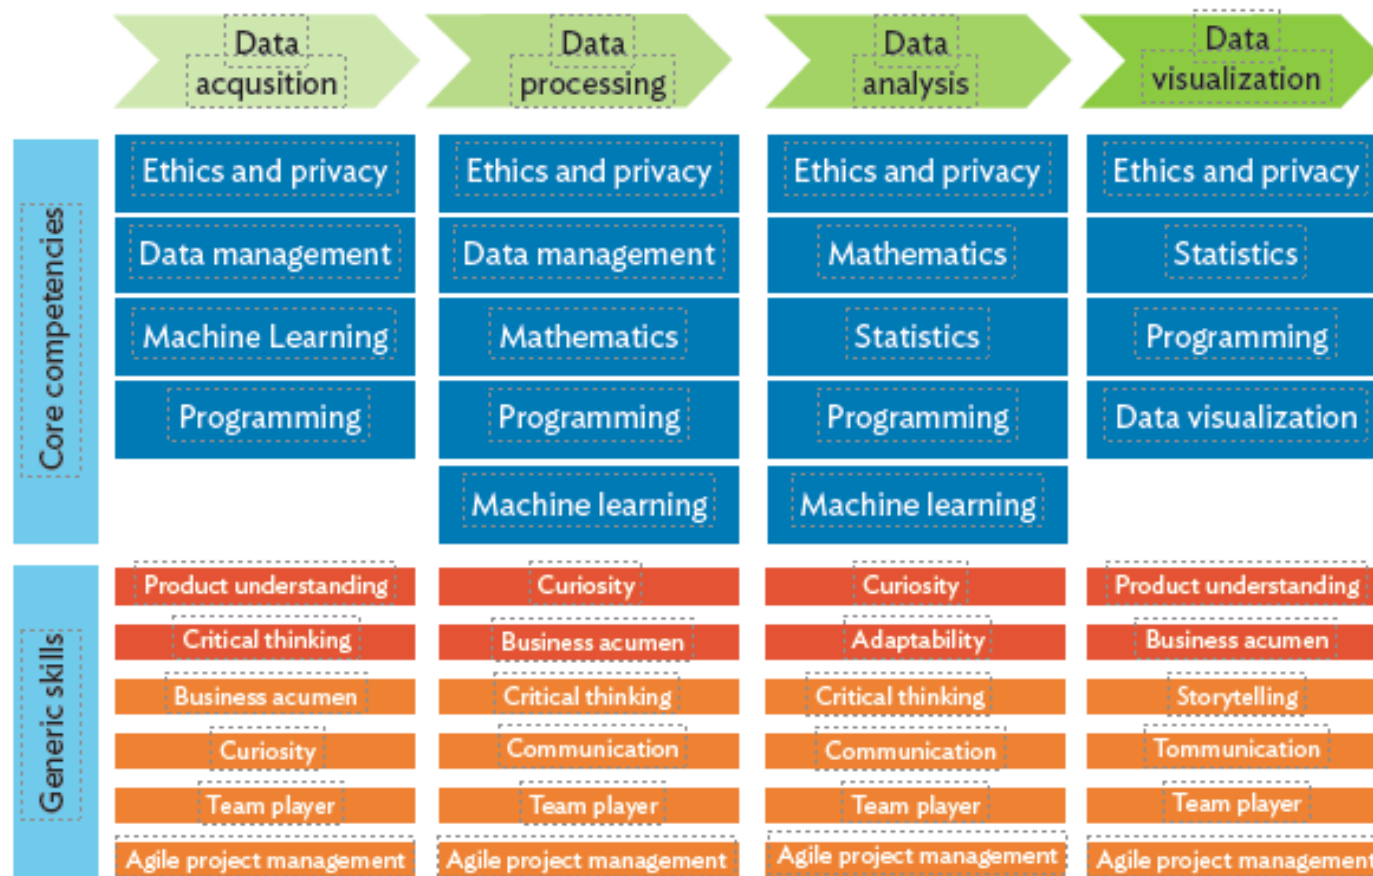 Data
acqusition
Data
processing
Data
analysis
Data
visualization
Core competencies
Ethics and privacy
Data management
Machine Learning
Programming
Ethics and privacy
Data management
Mathematics
Programming
Machine learning
Ethics and privacy
Mathematics
Statistics
Programming
Machine learning
Ethics and privacy
Statistics
Programming
Data visualization
Generic skills
Product understanding
Critical thinking
Business acumen
Curiosity
Team player
Agile project management
Curiosity
Business acumen
Critical thinking
Communication
Team player
Agile project management
Curiosity
Adaptability
Critical thinking
Communication
Team player
Agile project management
Product understanding
Business acumen
Storytelling
Tommunication
Team player
Agile project management